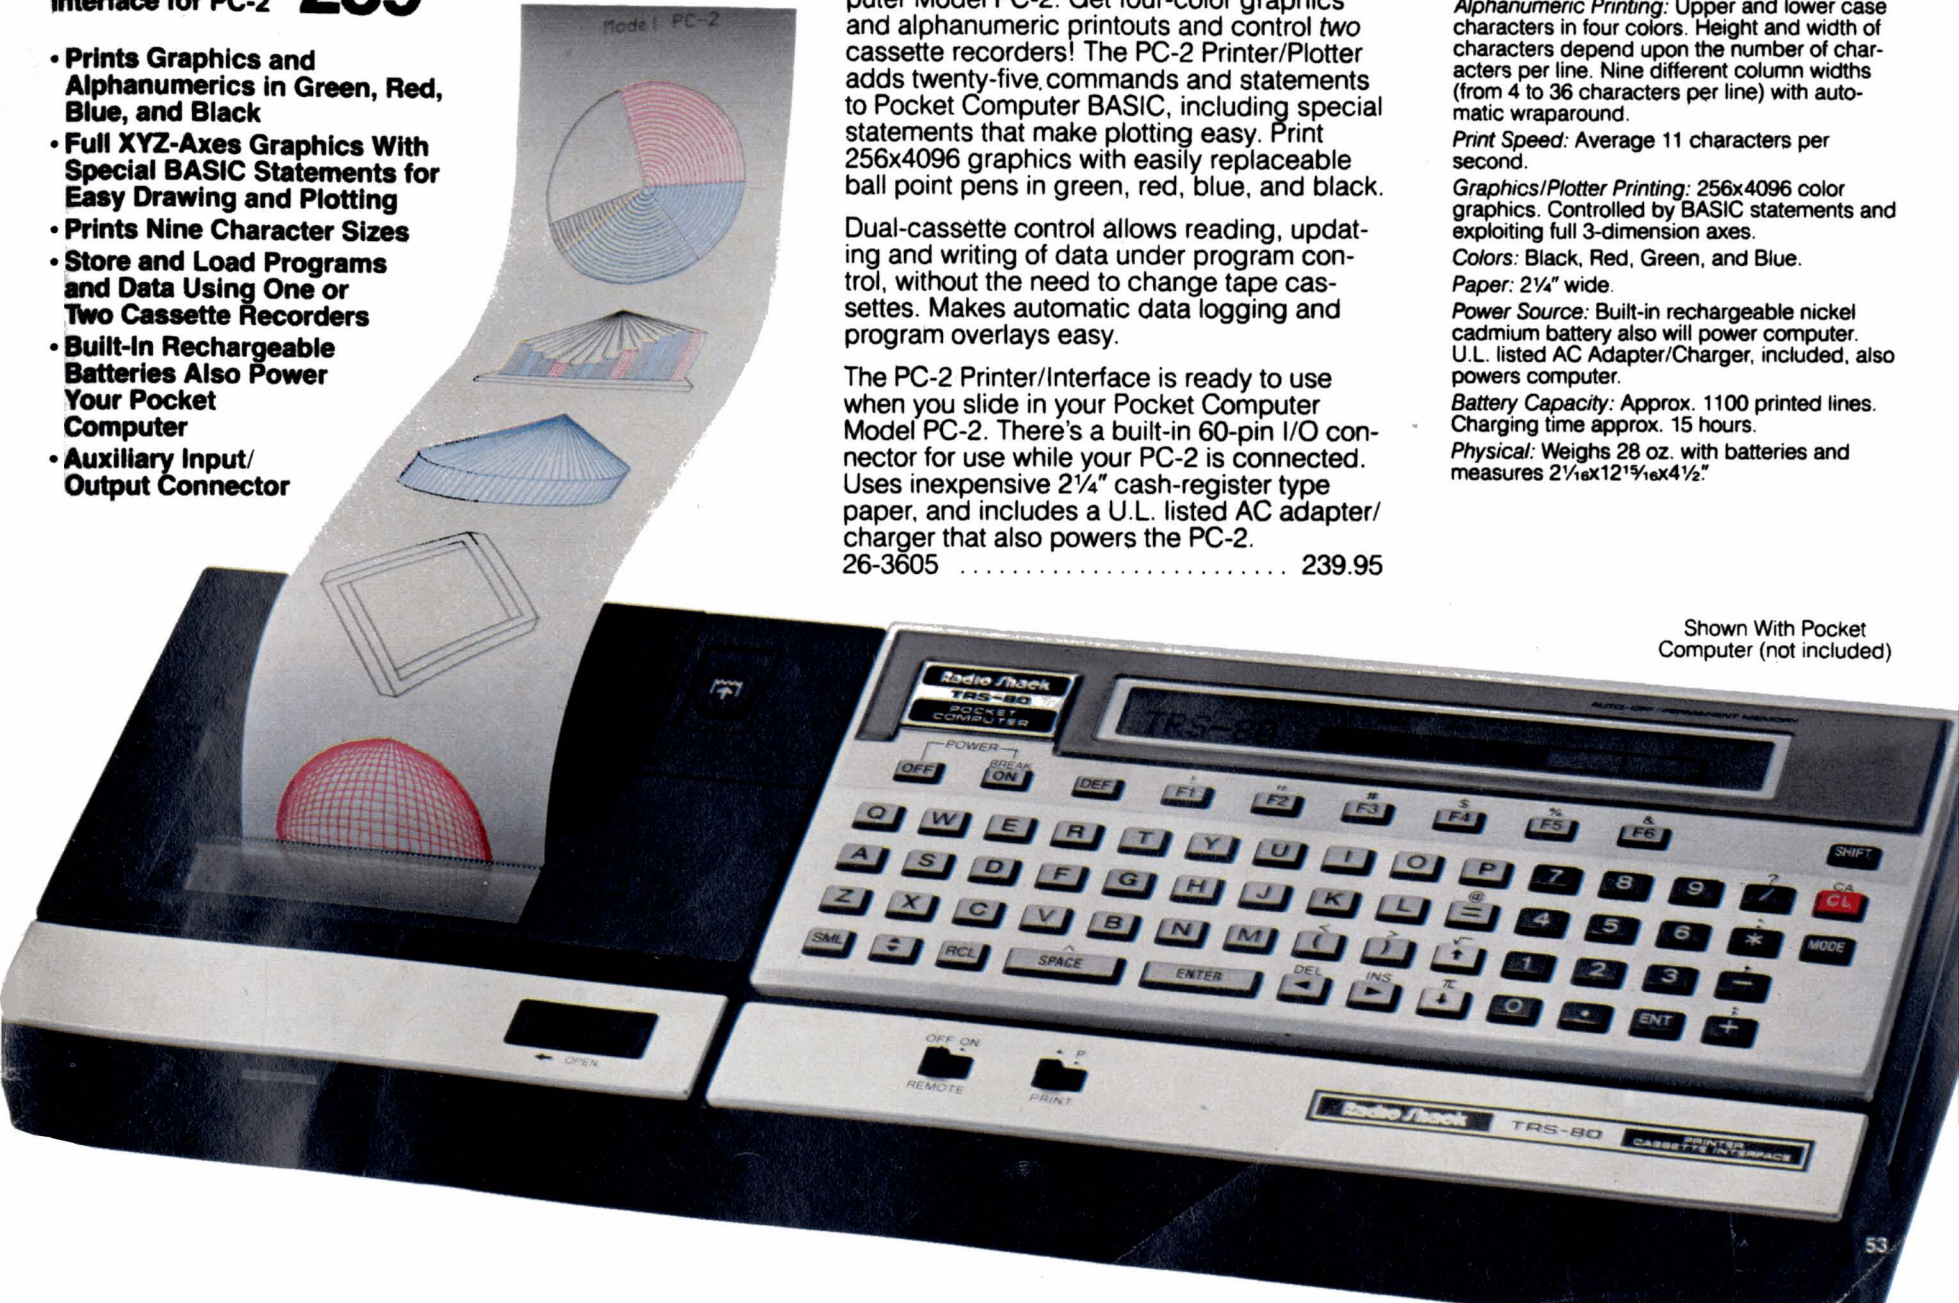 Interface for PC-2 239
• Prints Graphics and
Alphanumerics in Green, Red,
Blue, and Black
• Full XYZ-Axes Graphics With
Special BASIC Statements for
Easy Drawing and Plotting
• Prints Nine Character Sizes
• Store and Load Programs
and Data Using One or
Two Cassette Recorders
• Built-In Rechargeable
Batteries Also Power
Your Pocket
Computer
• Auxiliary Input/
Output Connector
Model PC-2
puter Model PC-2. Get four-color graphics
and alphanumeric printouts and control two
cassette recorders! The PC-2 Printer/Plotter
adds twenty-five commands and statements
to Pocket Computer BASIC, including special
statements that make plotting easy. Print
256x4096 graphics with easily replaceable
ball point pens in green, red, blue, and black.
Dual-cassette control allows reading, updat-
ing and writing of data under program con-
trol, without the need to change tape cas-
settes. Makes automatic data logging and
program overlays easy.
The PC-2 Printer/Interface is ready to use
when you slide in your Pocket Computer
Model PC-2. There's a built-in 60-pin I/O con-
nector for use while your PC-2 is connected.
Uses inexpensive 2¼" cash-register type
paper, and includes a U.L. listed AC adapter/
charger that also powers the PC-2.
26-3605 ......................... 239.95
Alphanumeric Printing: Upper and lower case
characters in four colors. Height and width of
characters depend upon the number of char-
acters per line. Nine different column widths
(from 4 to 36 characters per line) with auto-
matic wraparound.
Print Speed: Average 11 characters per
second.
Graphics/Plotter Printing: 256x4096 color
graphics. Controlled by BASIC statements and
exploiting full 3-dimension axes.
Colors: Black, Red, Green, and Blue.
Paper: 2¼" wide.
Power Source: Built-in rechargeable nickel
cadmium battery also will power computer.
U.L. listed AC Adapter/Charger, included, also
powers computer.
Battery Capacity: Approx. 1100 printed lines.
Charging time approx. 15 hours.
Physical: Weighs 28 oz. with batteries and
measures 2¹⁄₁₆x12¹⁵⁄₁₆x4½."
Shown With Pocket
Computer (not included)
Radio Shack
TRS-80
POCKET
COMPUTER
TRS-80
AUTO-OFF / PERMANENT MEMORY
POWER
BREAK
! " # $ % &
OFF ON DEF F1 F2 F3 F4 F5 F6 SHIFT
? CA
Q W E R T Y U I O P 7 8 9 / CL
@ ^
A S D F G H J K L = 4 5 6 * MODE
< > √
Z X C V B N M ( ) ↑ 1 2 3 −
^ DEL INS π ;
SML RCL SPACE ENTER ◄ ► ↓ 0 . ENT +
← OPEN
OFF ON
REMOTE
P
PRINT
Radio Shack TRS-80 PRINTER
CASSETTE INTERFACE
53